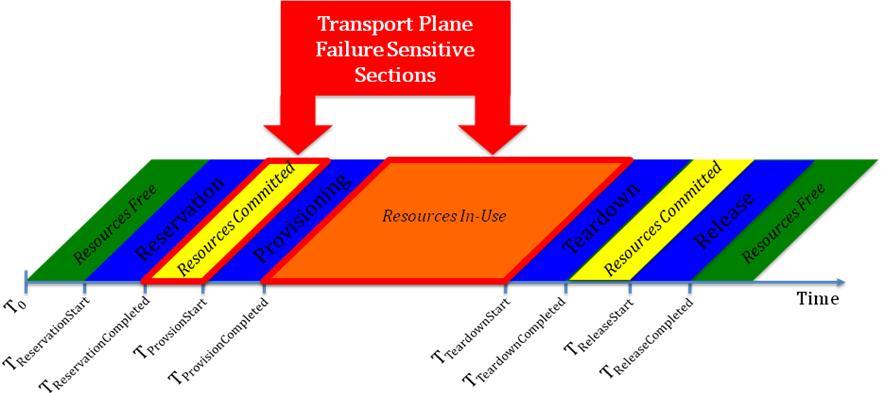 Transport Plane
Failure Sensitive
Sections
Resources Free
Reservation
Resources Committed
Provisioning
Resources In-Use
Teardown
Resources Committed
Release
Resources Free
Time
T0
TReservationStart
TReservationCompleted
TProvsionStart
TProvisionCompleted
TTeardownStart
TTeardownCompleted
TReleaseStart
TReleaseCompleted